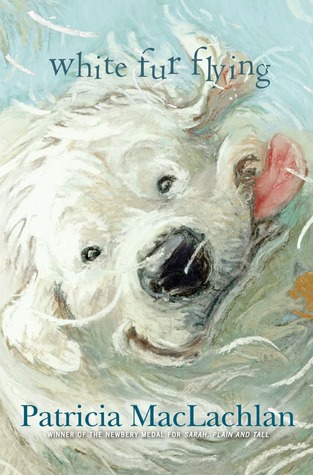 white fur flying
Patricia MacLachlan
WINNER OF THE NEWBERY MEDAL FOR SARAH, PLAIN AND TALL